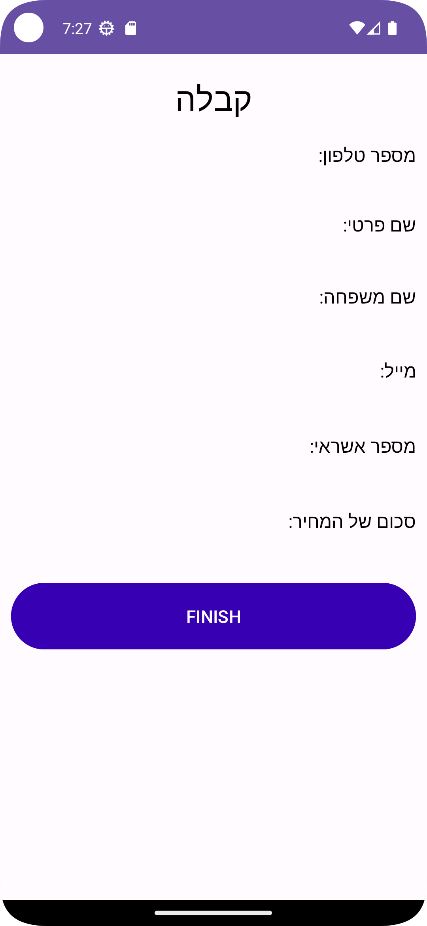 7:27
קבלה
מספר טלפון:
שם פרטי:
שם משפחה:
מייל:
מספר אשראי:
סכום של המחיר:
FINISH